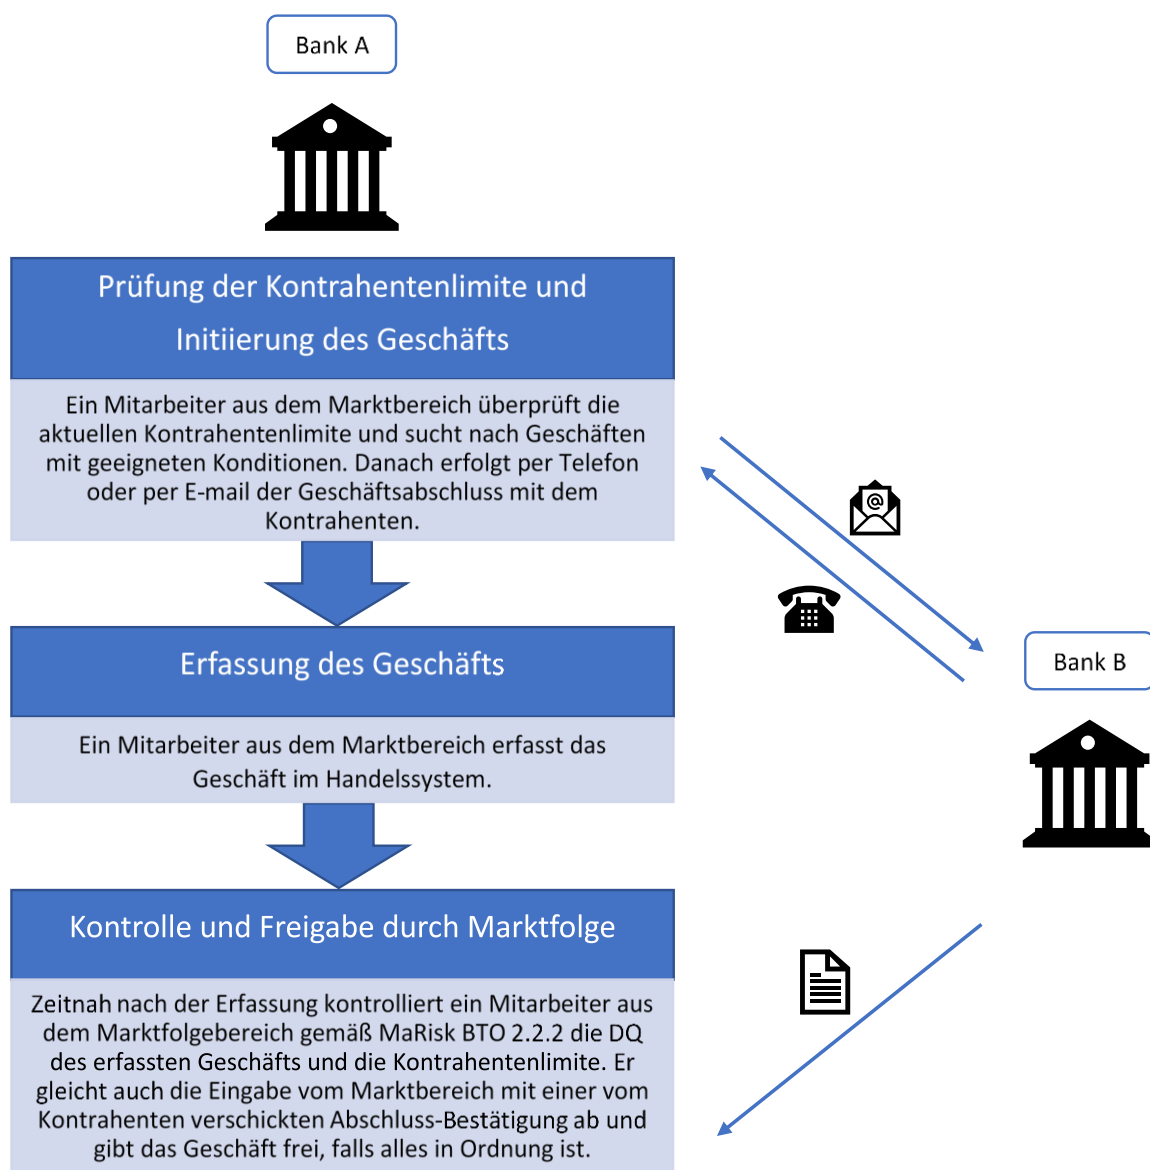 Bank A
Prüfung der Kontrahentenlimite und
Initiierung des Geschäfts
Ein Mitarbeiter aus dem Marktbereich überprüft die
aktuellen Kontrahentenlimite und sucht nach Geschäften
mit geeigneten Konditionen. Danach erfolgt per Telefon
oder per E-mail der Geschäftsabschluss mit dem
Kontrahenten.
@
Erfassung des Geschäfts
Bank B
Ein Mitarbeiter aus dem Marktbereich erfasst das
Geschäft im Handelssystem.
Kontrolle und Freigabe durch Marktfolge
Zeitnah nach der Erfassung kontrolliert ein Mitarbeiter aus
dem Marktfolgebereich gemäß MaRisk BTO 2.2.2 die DQ
des erfassten Geschäfts und die Kontrahentenlimite. Er
gleicht auch die Eingabe vom Marktbereich mit einer vom
Kontrahenten verschickten Abschluss-Bestätigung ab und
gibt das Geschäft frei, falls alles in Ordnung ist.